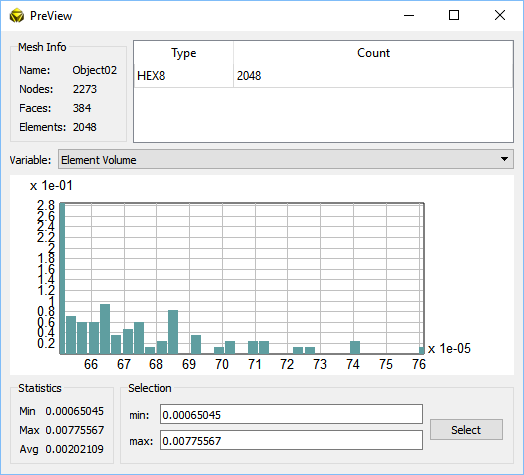 PreView
Mesh Info
Name: Object02
Nodes: 2273
Faces: 384
Elements: 2048
Type Count
HEX8 2048
Variable: Element Volume
x 1e-01
2.8
2.6
2.4
2.2
2
1.8
1.6
1.4
1.2
1
0.8
0.6
0.4
0.2
66 67 68 69 70 71 72 73 74 75 76
x 1e-05
Statistics
Min 0.00065045
Max 0.00775567
Avg 0.00202109
Selection
min: 0.00065045
max: 0.00775567
Select